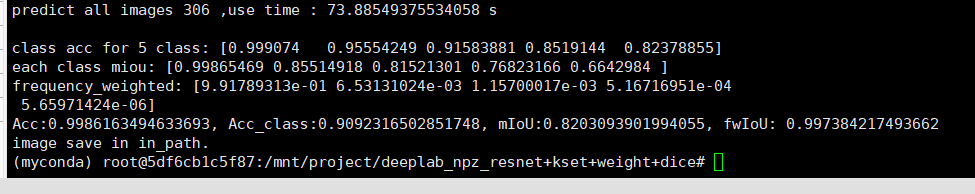 predict all images 306 ,use time : 73.88549375534058 s
class acc for 5 class: [0.999074   0.95554249 0.91583881 0.8519144  0.82378855]
each class miou: [0.99865469 0.85514918 0.81521301 0.76823166 0.6642984 ]
frequency_weighted: [9.91789313e-01 6.53131024e-03 1.15700017e-03 5.16716951e-04
 5.65971424e-06]
Acc:0.9986163494633693, Acc_class:0.9092316502851748, mIoU:0.8203093901994055, fwIoU: 0.997384217493662
image save in in_path.
(myconda) root@5df6cb1c5f87:/mnt/project/deeplab_npz_resnet+kset+weight+dice#